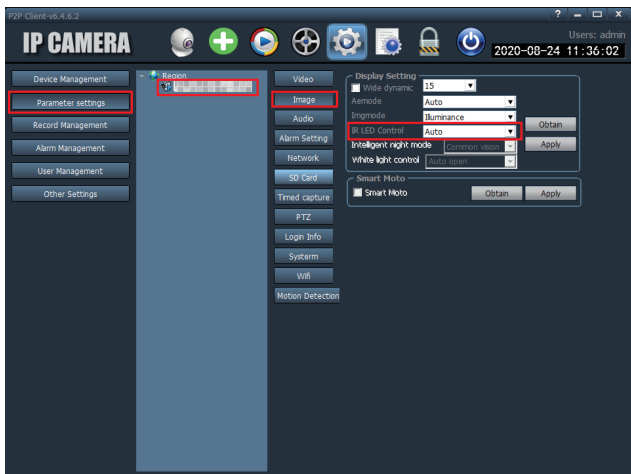 P2P Client-v6.4.6.2
?
IP CAMERA
Users: admin
2020-08-24 11:36:02
Device Management
Parameter settings
Record Management
Alarm Management
User Management
Other Settings
Region
Video
Image
Audio
Alarm Setting
Network
SD Card
Timed capture
PTZ
Login Info
Systerm
Wifi
Motion Detection
Display Setting
Wide dynamic 15
Aemode Auto
Imgmode Illuminance
IR LED Control Auto
Obtain
Intelligent night mode Common vision
Apply
White light control Auto open
Smart Moto
Smart Moto Obtain Apply